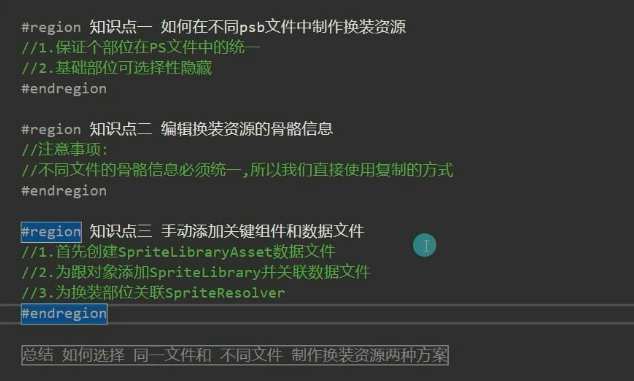 #region 知识点一 如何在不同psb文件中制作换装资源
//1.保证个部位在PS文件中的统一
//2.基础部位可选择性隐藏
#endregion
#region 知识点二 编辑换装资源的骨骼信息
//注意事项:
//不同文件的骨骼信息必须统一,所以我们直接使用复制的方式
#endregion
#region 知识点三 手动添加关键组件和数据文件
//1.首先创建SpriteLibraryAsset数据文件
//2.为跟对象添加SpriteLibrary并关联数据文件
//3.为换装部位关联SpriteResolver
#endregion
总结 如何选择 同一文件和 不同文件 制作换装资源两种方案